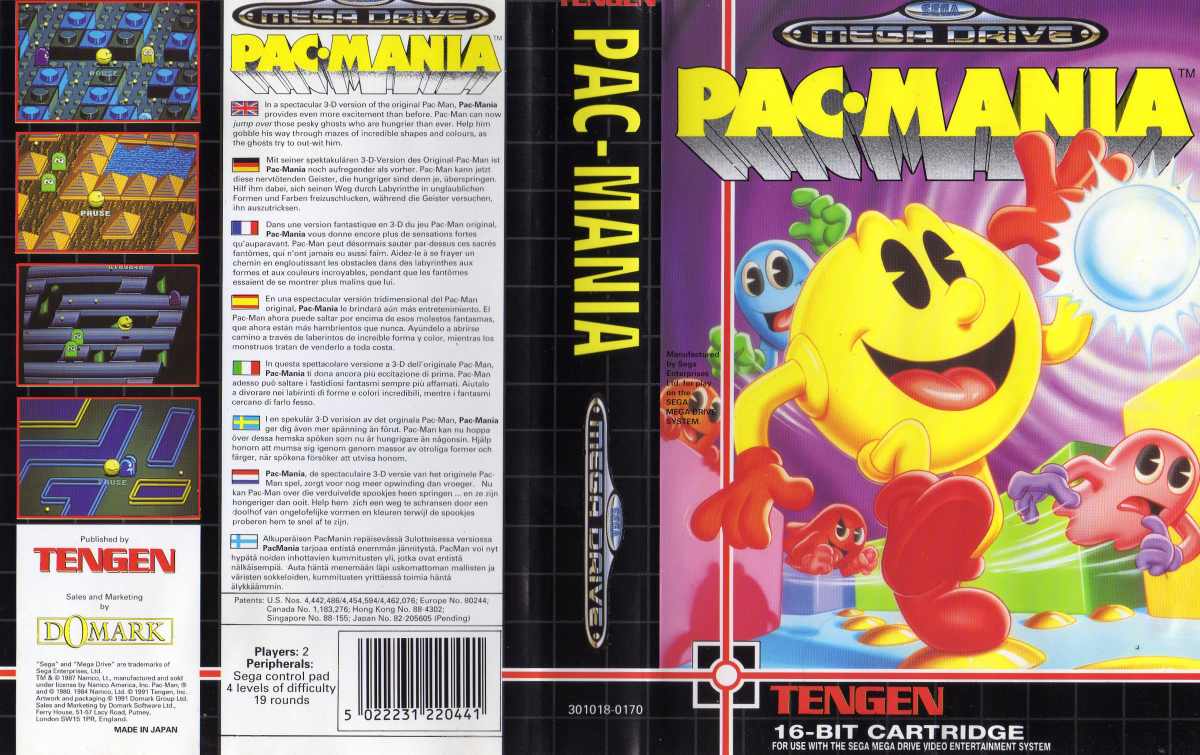 PAUSE
PAUSE
PAUSE
Published by
TENGEN
Sales and Marketing
by
DOMARK
"Sega" and "Mega Drive" are trademarks of
Sega Enterprises, Ltd.
TM & © 1987 Namco, Lt., manufactured and sold
under license by Namco America, Inc. Pac-Man, ®
and © 1980, 1984 Namco, Ltd. © 1991 Tengen, Inc.
Artwork and packaging © 1991 Domark Group Ltd.
Sales and Marketing by Domark Software Ltd.
Ferry House, 51-57 Lacy Road, Putney,
London SW15 1PR, England.
MADE IN JAPAN
MEGA DRIVE
PAC·MANIA™
In a spectacular 3-D version of the original Pac Man, Pac-Mania
provides even more excitement than before. Pac-Man can now
jump over those pesky ghosts who are hungrier than ever. Help him
gobble his way through mazes of incredible shapes and colours, as
the ghosts try to out-wit him.
Mit seiner spektakulären 3-D-Version des Original-Pac-Man ist
Pac-Mania noch aufregender als vorher. Pac-Man kann jetzt
diese nervtötenden Geister, die hungriger sind denn je, überspringen.
Hilf ihm dabei, sich seinen Weg durch Labyrinthe in unglaublichen
Formen und Farben freizuschlucken, während die Geister versuchen,
ihn auszutricksen.
Dans une version fantastique en 3-D du jeu Pac-Man original,
Pac-Mania vous donne encore plus de sensations fortes
qu'auparavant. Pac-Man peut désormais sauter par-dessus ces sacrés
fantômes, qui n'ont jamais eu aussi faim. Aidez-le à se frayer un
chemin en engloutissant les obstacles dans des labyrinthes aux
formes et aux couleurs incroyables, pendant que les fantômes
essaient de se montrer plus malins que lui.
En una espectacular versión tridimensional del Pac-Man
original, Pac-Mania le brindará aún más entretenimiento. El
Pac-Man ahora puede saltar por encima de esos molestos fantasmas,
que ahora están más hambrientos que nunca. Ayúndelo a abrirse
camino a través de laberintos de increíble forma y color, mientras los
monstruos tratan de venderlo a toda costa.
In questa spettacolare versione a 3-D dell'originale Pac-Man,
Pac-Mania ti dona ancora più eccitazione di prima. Pac-Man
adesso può saltare i fastidiosi fantasmi sempre più affamati. Aiutalo
a divorare nei labirinti di forme e colori incredibili, mentre i fantasmi
cercano di farlo fesso.
I en spekulär 3-D version av det orginala Pac-Man, Pac-Mania
ger dig även mer spänning än förut. Pac-Man kan nu hoppa
över dessa hemska spöken som nu är hungrigare än någonsin. Hjälp
honom att mumsa sig igenom genom massor av otroliga former och
färger, när spökena försöker att utvisa honom.
Pac-Mania, de spectaculaire 3-D versie van het originele Pac-
Man spel, zorgt voor nog meer opwinding dan vroeger. Nu
kan Pac-Man over die verduivelde spookjes heen springen ... en ze zijn
hongeriger dan ooit. Help hem zich een weg te schransen door een
doolhof van ongelofelijke vormen en kleuren terwijl de spookjes
proberen hem te snel af te zijn.
Alkuperäisen PacManin repäisevässä 3ulotteisessa versiossa
PacMania tarjoaa entistä enemmän jännitystä. PacMan voi nyt
hypätä noiden infottavien kummitusten yli, jotka ovat entistä
nälkäisempiä. Auta häntä menemään läpi uskomattoman mallisten ja
väristen sokkeloiden, kummitusten yrittäessä toimia häntä
älykkäämmin.
Patents: U.S. Nos. 4,442,486/4,454,594/4,462,076; Europe No. 80244;
Canada No. 1,183,276; Hong Kong No. 88-4302;
Singapore No. 88-155; Japan No. 82-205605 (Pending)
Players: 2
Peripherals:
Sega control pad
4 levels of difficulty
19 rounds
5 022231 220441
TENGEN
PAC-MANIA
SEGA
MEGA DRIVE
301018-0170
SEGA
MEGA DRIVE
PAC·MANIA™
Manufactured
by Sega
Enterprises
Ltd. for play
on the
SEGA
MEGA DRIVE
SYSTEM.
TENGEN
16-BIT CARTRIDGE
FOR USE WITH THE SEGA MEGA DRIVE VIDEO ENTERTAINMENT SYSTEM